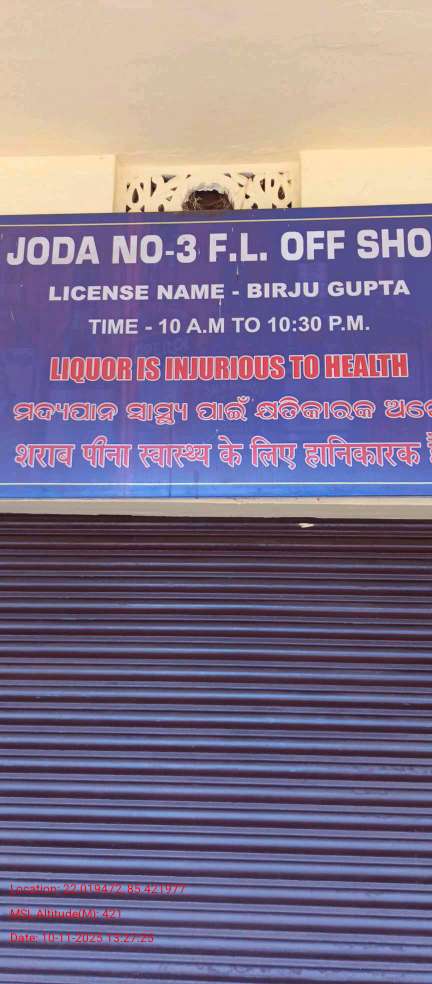 JODA NO-3 F.L. OFF SHO
LICENSE NAME - BIRJU GUPTA
TIME - 10 A.M TO 10:30 P.M.
LIQUOR IS INJURIOUS TO HEALTH
ମଦ୍ୟପାନ ସାସ୍ଥ୍ୟ ପାଇଁ କ୍ଷତିକାରକ ଅଟେ
शराब पीना स्वास्थ्य के लिए हानिकारक है
Location: 22.019472, 85.421977
MSL Altitude(M): 421
Date: 10-11-2025 13:27:25